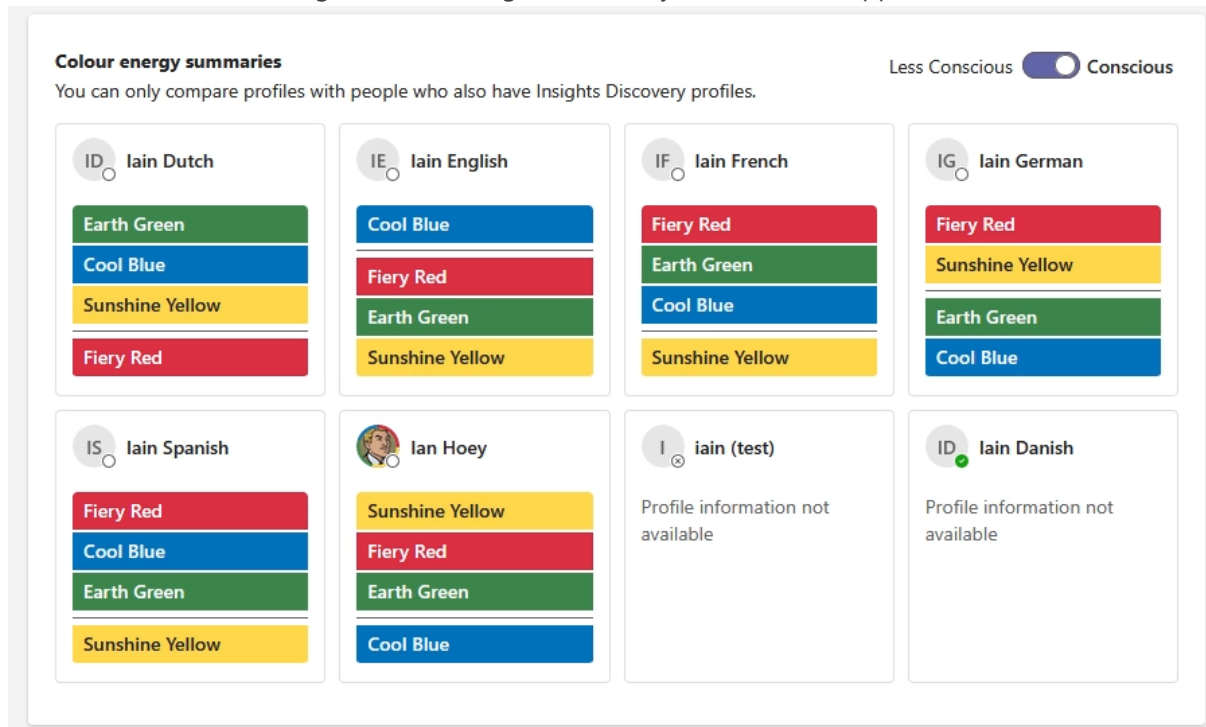 Colour energy summaries
Less Conscious Conscious
You can only compare profiles with people who also have Insights Discovery profiles.
ID Iain Dutch
Earth Green
Cool Blue
Sunshine Yellow
Fiery Red
IE Iain English
Cool Blue
Fiery Red
Earth Green
Sunshine Yellow
IF Iain French
Fiery Red
Earth Green
Cool Blue
Sunshine Yellow
IG Iain German
Fiery Red
Sunshine Yellow
Earth Green
Cool Blue
IS Iain Spanish
Fiery Red
Cool Blue
Earth Green
Sunshine Yellow
Ian Hoey
Sunshine Yellow
Fiery Red
Earth Green
Cool Blue
I iain (test)
Profile information not
available
ID Iain Danish
Profile information not
available